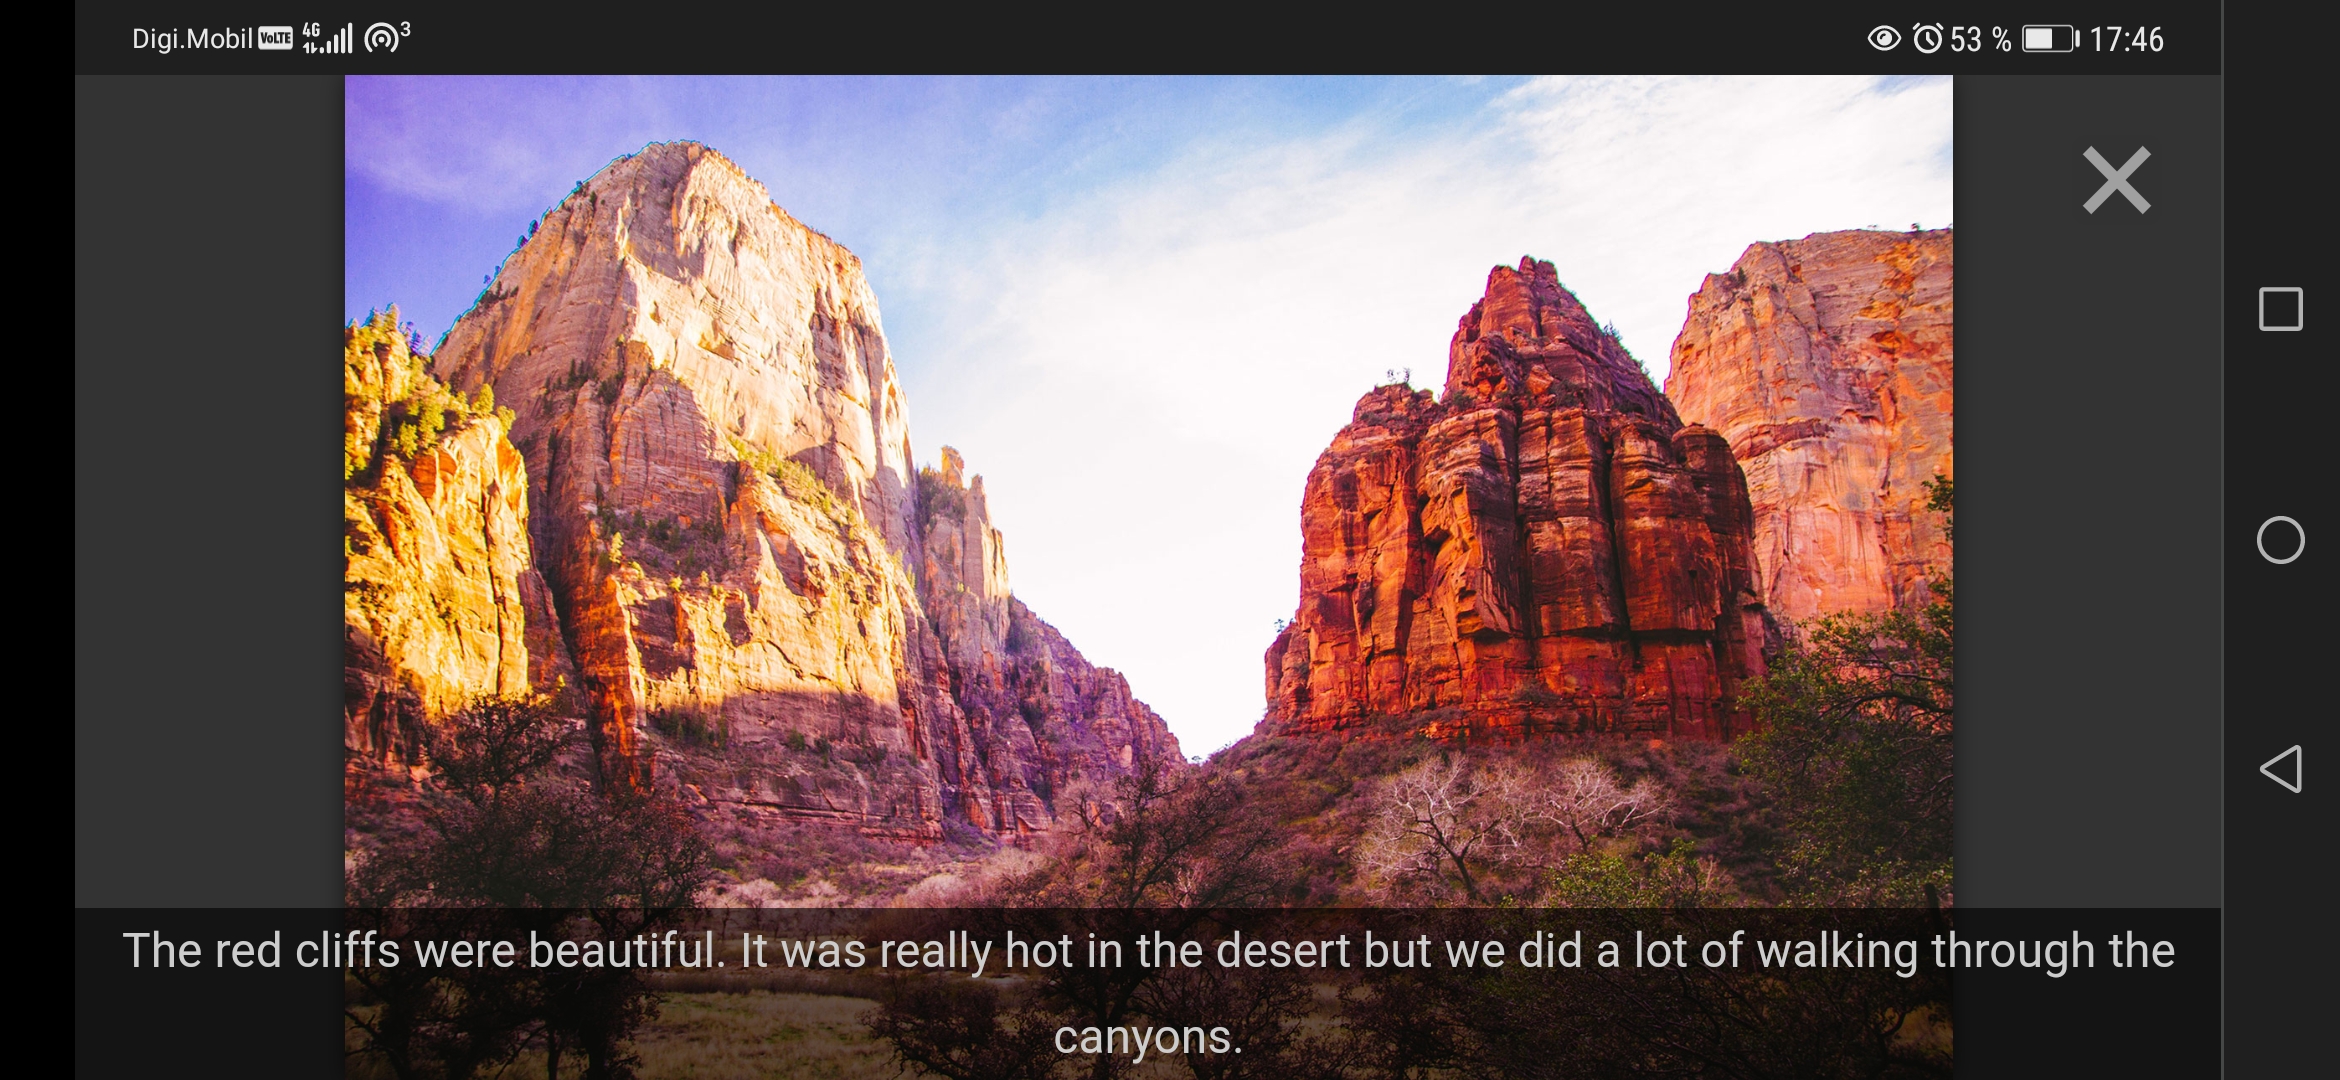 Digi.Mobil VoLTE 4G 3 53 % 17:46
The red cliffs were beautiful. It was really hot in the desert but we did a lot of walking through the
canyons.